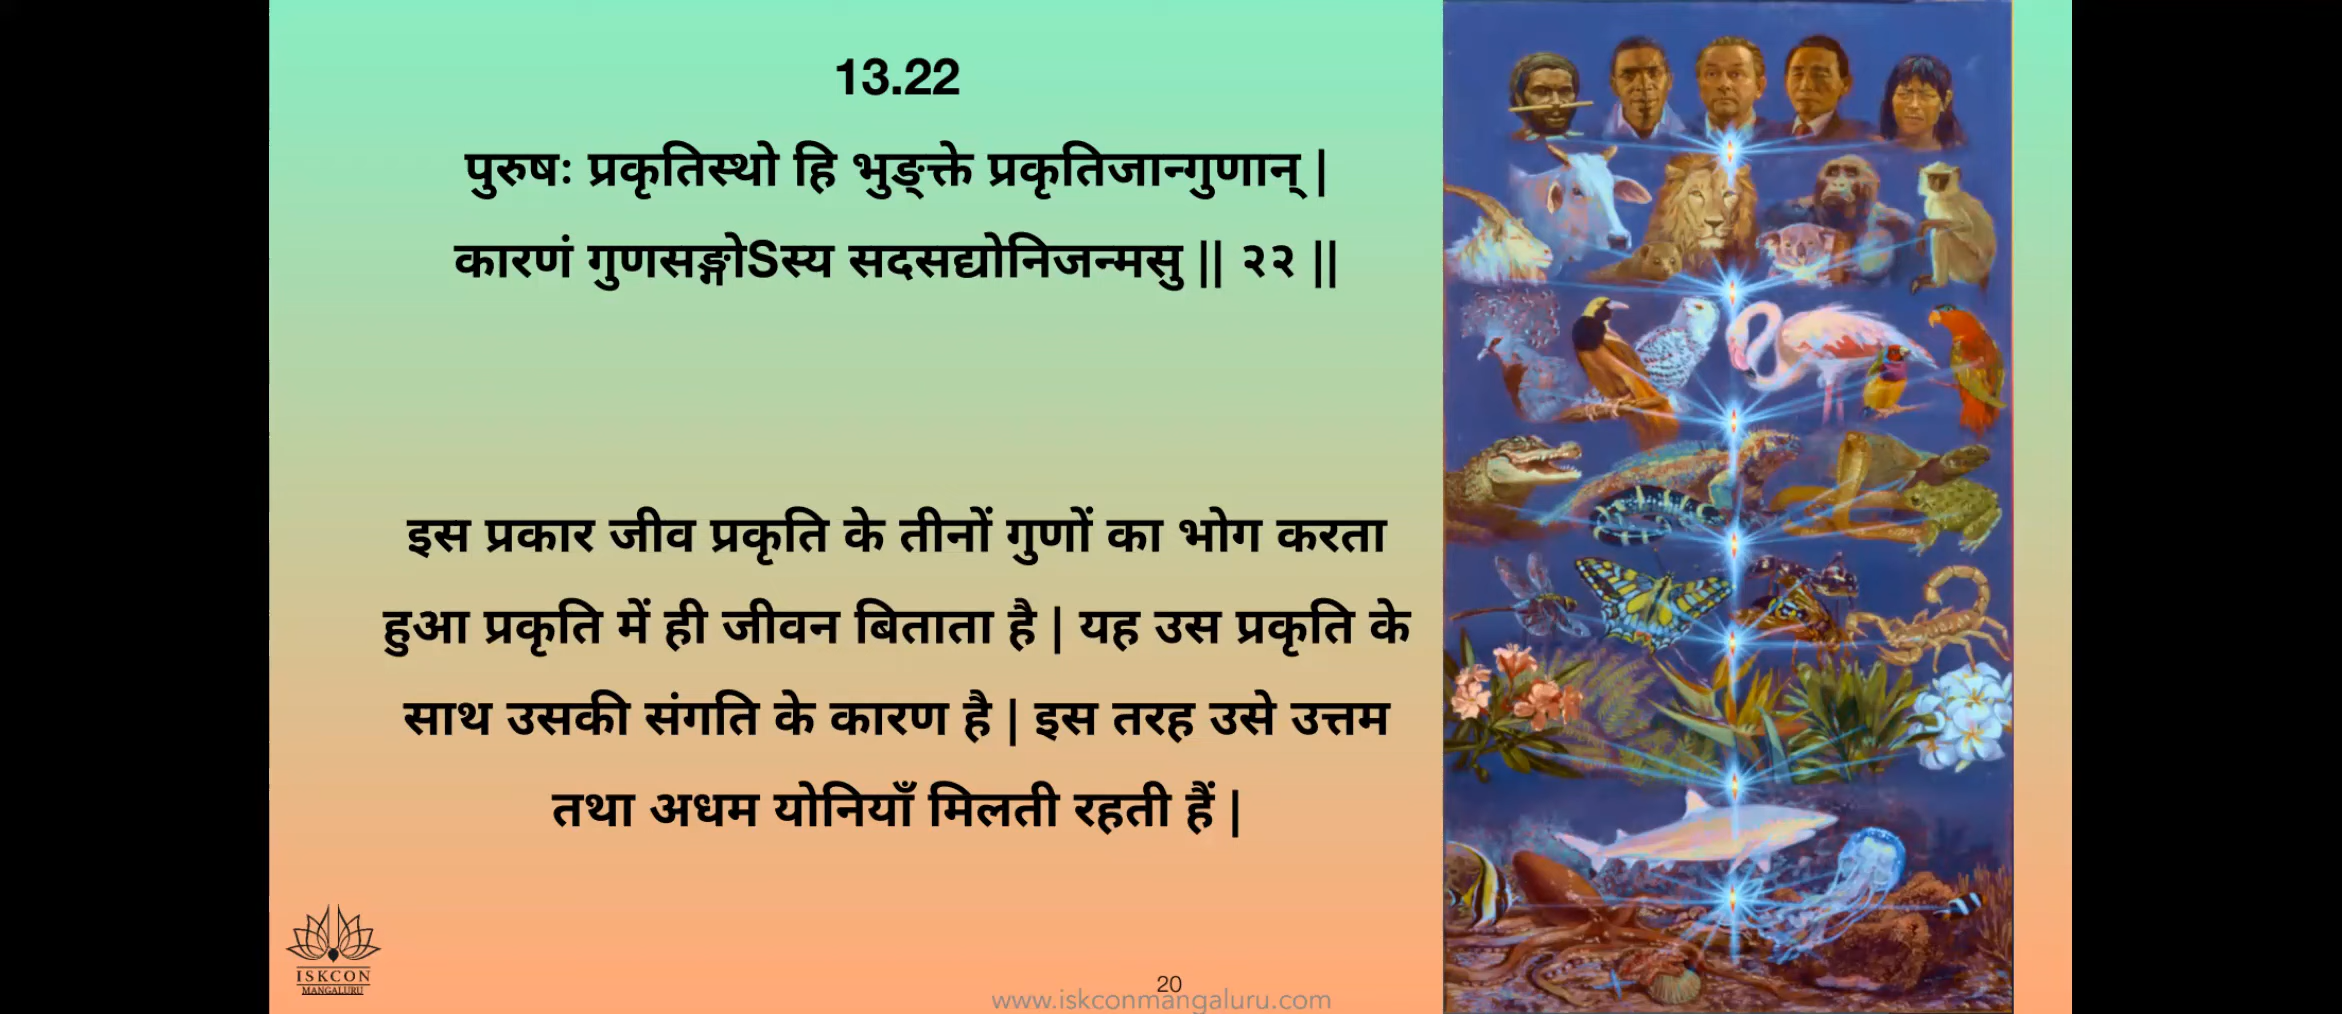 13.22
पुरुषः प्रकृतिस्थो हि भुङ्क्ते प्रकृतिजान्गुणान् |
कारणं गुणसङ्गोSस्य सदसद्योनिजन्मसु || २२ ||
इस प्रकार जीव प्रकृति के तीनों गुणों का भोग करता
हुआ प्रकृति में ही जीवन बिताता है | यह उस प्रकृति के
साथ उसकी संगति के कारण है | इस तरह उसे उत्तम
तथा अधम योनियाँ मिलती रहती हैं |
ISKCON
MANGALURU
20
www.iskconmangaluru.com